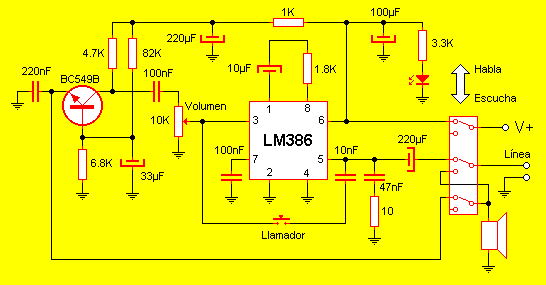 1K
100µF
220µF
4.7K
82K
3.3K
220nF
BC549B
100nF
10µF
1.8K
Habla
Volumen
1
8
Escucha
10K
3
6
LM386
V+
100nF
7
5
10nF
220µF
Línea
6.8K
33µF
2
4
47nF
10
Llamador